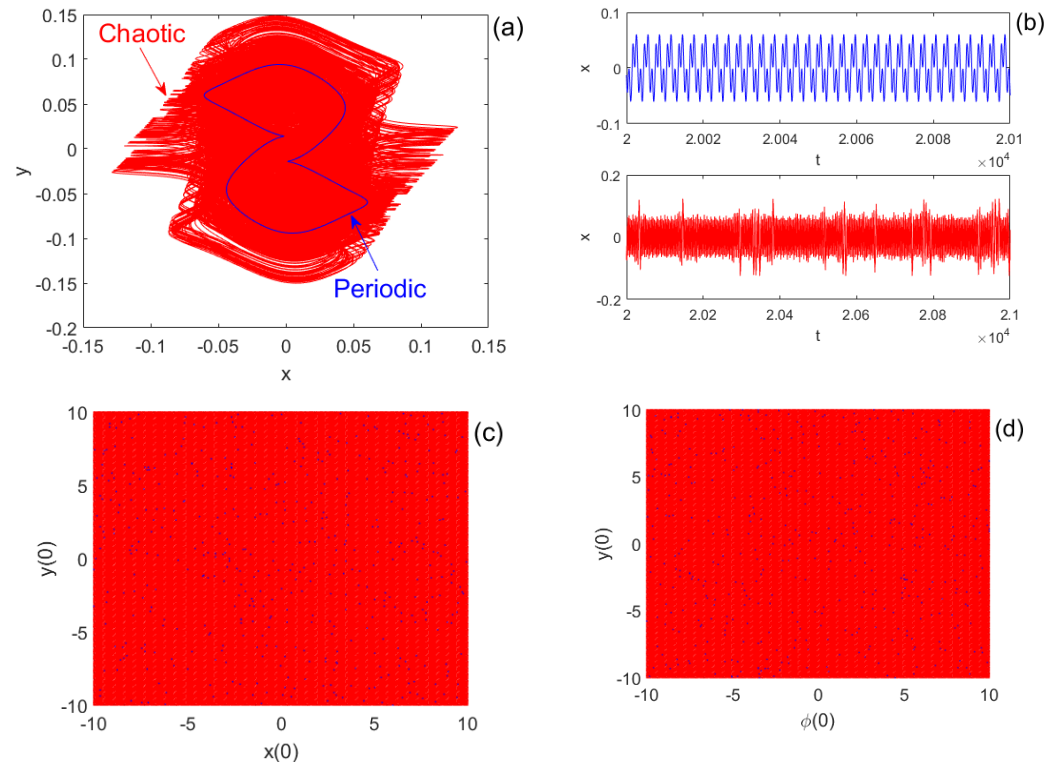 (a)
Chaotic
Periodic
0.15
0.1
0.05
0
-0.05
-0.1
-0.15
-0.2
y
-0.15 -0.1 -0.05 0 0.05 0.1 0.15
x
(b)
0.1
0
-0.1
x
2 2.002 2.004 2.006 2.008 2.01
t
×10⁴
0.2
0
-0.2
x
2 2.02 2.04 2.06 2.08 2.1
t
×10⁴
(c)
10
5
0
-5
-10
y(0)
-10 -5 0 5 10
x(0)
(d)
10
5
0
-5
-10
y(0)
-10 -5 0 5 10
ϕ(0)